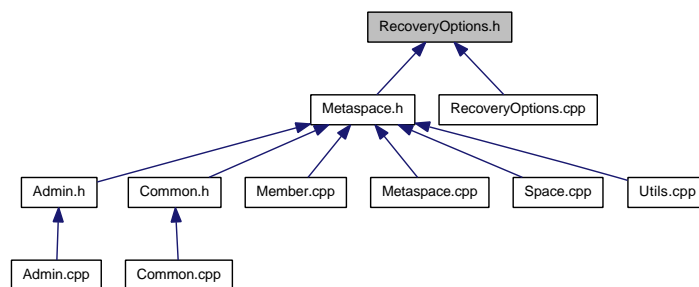 RecoveryOptions.h
Metaspace.h
RecoveryOptions.cpp
Admin.h
Common.h
Member.cpp
Metaspace.cpp
Space.cpp
Utils.cpp
Admin.cpp
Common.cpp